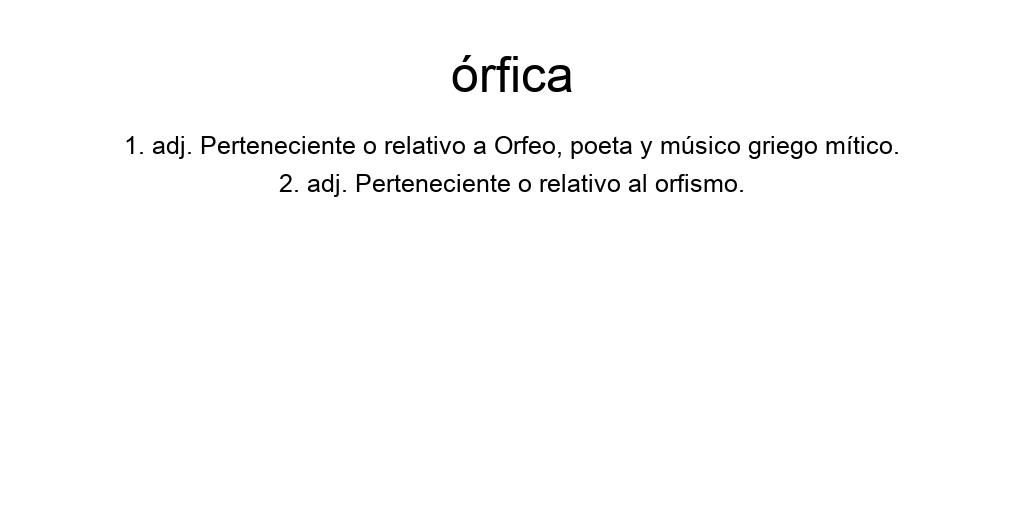 órfica
1. adj. Perteneciente o relativo a Orfeo, poeta y músico griego mítico.
2. adj. Perteneciente o relativo al orfismo.